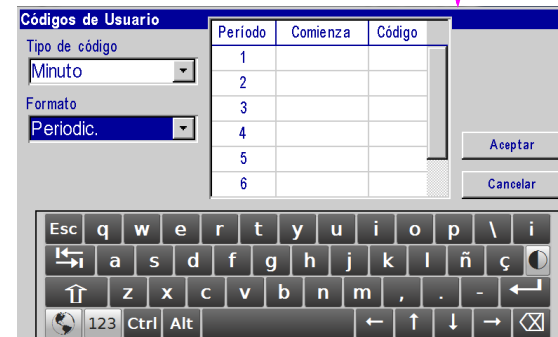 Códigos de Usuario
Tipo de código
Minuto
Formato
Periodic.
Período Comienza Código
1
2
3
4
5
6
Aceptar
Cancelar
Esc q w e r t y u i o p \ i
a s d f g h j k l ñ ç
z x c v b n m , . -
123 Ctrl Alt ← ↑ ↓ →